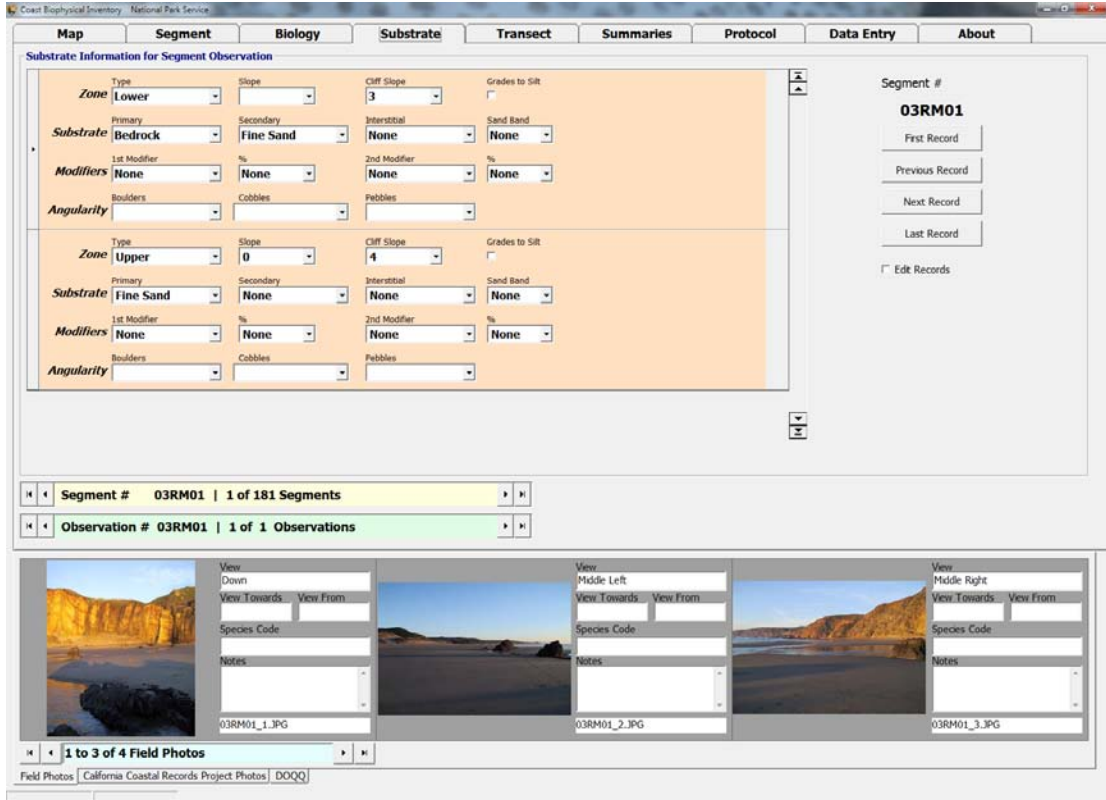 Coast Biophysical Inventory National Park Service
Map Segment Biology Substrate Transect Summaries Protocol Data Entry About
Substrate Information for Segment Observation
Type Slope Cliff Slope Grades to Silt
Zone Lower 3
Primary Secondary Interstitial Sand Band
Substrate Bedrock Fine Sand None None
1st Modifier % 2nd Modifier %
Modifiers None None None None
Boulders Cobbles Pebbles
Angularity
Type Slope Cliff Slope Grades to Silt
Zone Upper 0 4
Primary Secondary Interstitial Sand Band
Substrate Fine Sand None None None
1st Modifier % 2nd Modifier %
Modifiers None None None None
Boulders Cobbles Pebbles
Angularity
Segment #
03RM01
First Record
Previous Record
Next Record
Last Record
Edit Records
Segment # 03RM01 | 1 of 181 Segments
Observation # 03RM01 | 1 of 1 Observations
View
Down
View Towards View From
Species Code
Notes
03RM01_1.JPG
View
Middle Left
View Towards View From
Species Code
Notes
03RM01_2.JPG
View
Middle Right
View Towards View From
Species Code
Notes
03RM01_3.JPG
1 to 3 of 4 Field Photos
Field Photos California Coastal Records Project Photos DOQQ